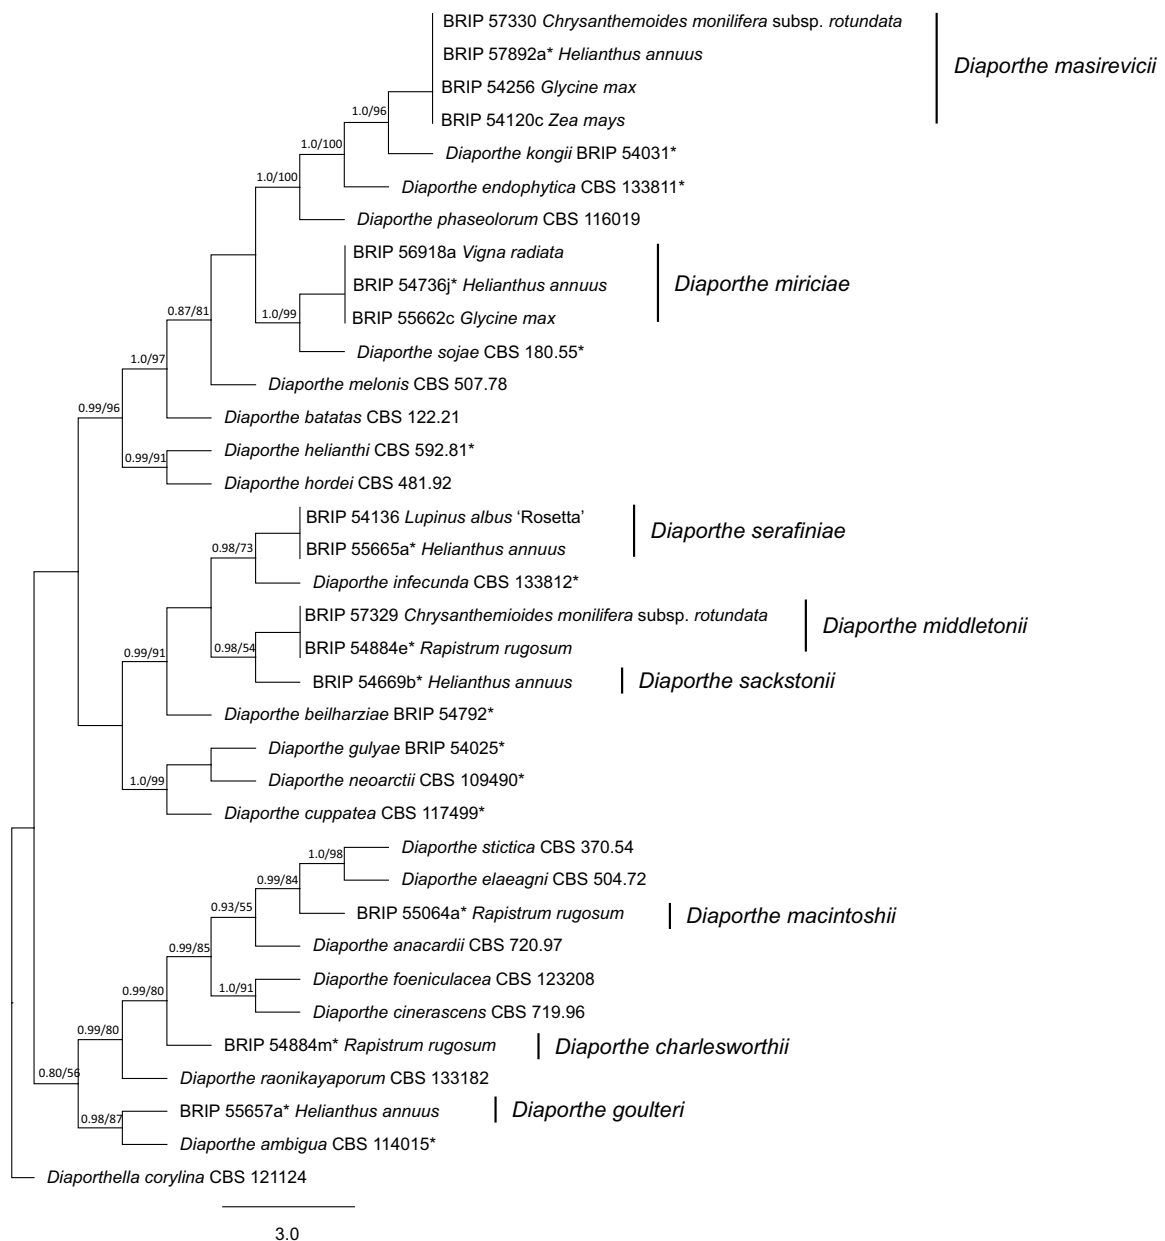 BRIP 57330 Chrysanthemoides monilifera subsp. rotundata
BRIP 57892a* Helianthus annuus
Diaporthe masirevicii
BRIP 54256 Glycine max
1.0/96
BRIP 54120c Zea mays
1.0/100
Diaporthe kongii BRIP 54031*
1.0/100
Diaporthe endophytica CBS 133811*
Diaporthe phaseolorum CBS 116019
BRIP 56918a Vigna radiata
BRIP 54736j* Helianthus annuus
Diaporthe miriciae
0.87/81
1.0/99
BRIP 55662c Glycine max
Diaporthe sojae CBS 180.55*
1.0/97
Diaporthe melonis CBS 507.78
0.99/96
Diaporthe batatas CBS 122.21
Diaporthe helianthi CBS 592.81*
0.99/91
Diaporthe hordei CBS 481.92
BRIP 54136 Lupinus albus ‘Rosetta’
Diaporthe serafiniae
0.98/73
BRIP 55665a* Helianthus annuus
Diaporthe infecunda CBS 133812*
BRIP 57329 Chrysanthemioides monilifera subsp. rotundata
Diaporthe middletonii
0.99/91
0.98/54
BRIP 54884e* Rapistrum rugosum
BRIP 54669b* Helianthus annuus
Diaporthe sackstonii
Diaporthe beilharziae BRIP 54792*
Diaporthe gulyae BRIP 54025*
1.0/99
Diaporthe neoarctii CBS 109490*
Diaporthe cuppatea CBS 117499*
Diaporthe stictica CBS 370.54
1.0/98
Diaporthe elaeagni CBS 504.72
0.99/84
BRIP 55064a* Rapistrum rugosum
Diaporthe macintoshii
0.93/55
Diaporthe anacardii CBS 720.97
0.99/85
Diaporthe foeniculacea CBS 123208
1.0/91
0.99/80
Diaporthe cinerascens CBS 719.96
0.99/80
BRIP 54884m* Rapistrum rugosum
Diaporthe charlesworthii
0.80/56
Diaporthe raonikayaporum CBS 133182
0.98/87
BRIP 55657a* Helianthus annuus
Diaporthe goulteri
Diaporthe ambigua CBS 114015*
Diaporthella corylina CBS 121124
3.0